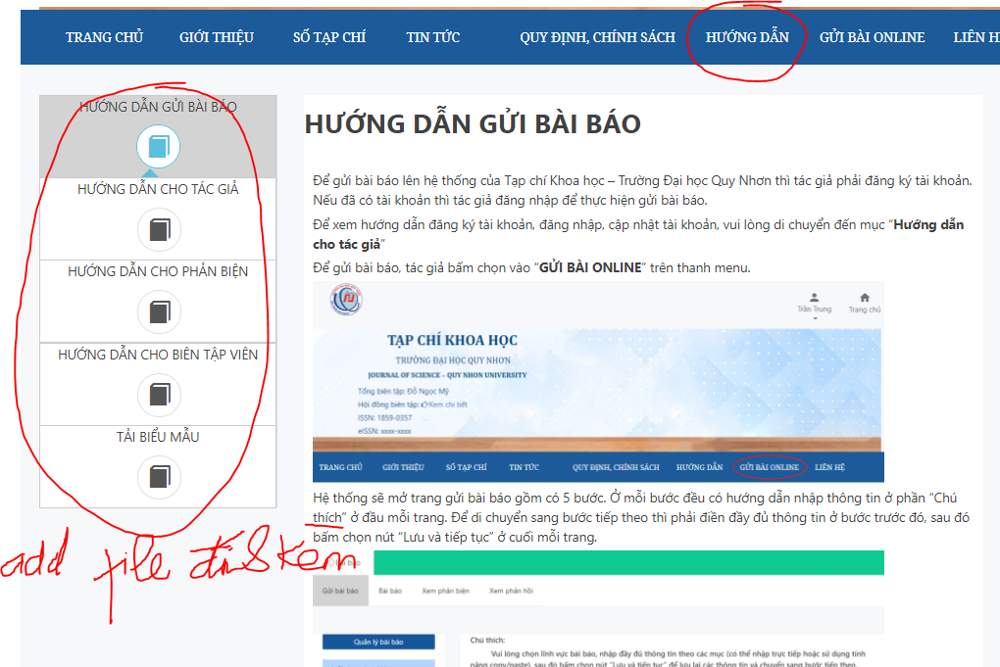 TRANG CHỦ GIỚI THIỆU SỐ TẠP CHÍ TIN TỨC QUY ĐỊNH, CHÍNH SÁCH HƯỚNG DẪN GỬI BÀI ONLINE LIÊN H
HƯỚNG DẪN GỬI BÀI BÁO
HƯỚNG DẪN CHO TÁC GIẢ
HƯỚNG DẪN CHO PHẢN BIỆN
HƯỚNG DẪN CHO BIÊN TẬP VIÊN
TẢI BIỂU MẪU
add file
HƯỚNG DẪN GỬI BÀI BÁO
Để gửi bài báo lên hệ thống của Tạp chí Khoa học – Trường Đại học Quy Nhơn thì tác giả phải đăng ký tài khoản.
Nếu đã có tài khoản thì tác giả đăng nhập để thực hiện gửi bài báo.
Để xem hướng dẫn đăng ký tài khoản, đăng nhập, cập nhật tài khoản, vui lòng di chuyển đến mục “Hướng dẫn
cho tác giả”
Để gửi bài báo, tác giả bấm chọn vào “GỬI BÀI ONLINE” trên thanh menu.
Trần Trung Trang chủ
TẠP CHÍ KHOA HỌC
TRƯỜNG ĐẠI HỌC QUY NHƠN
JOURNAL OF SCIENCE – QUY NHON UNIVERSITY
Tổng biên tập: Đỗ Ngọc Mỹ
Hội đồng biên tập: Xem chi tiết
ISSN: 1859-0357
eISSN: xxxx-xxxx
TRANG CHỦ GIỚI THIỆU SỐ TẠP CHÍ TIN TỨC QUY ĐỊNH, CHÍNH SÁCH HƯỚNG DẪN GỬI BÀI ONLINE LIÊN HỆ
Hệ thống sẽ mở trang gửi bài báo gồm có 5 bước. Ở mỗi bước đều có hướng dẫn nhập thông tin ở phần “Chú
thích” ở đầu mỗi trang. Để di chuyển sang bước tiếp theo thì phải điền đầy đủ thông tin ở bước trước đó, sau đó
bấm chọn nút “Lưu và tiếp tục” ở cuối mỗi trang.
Gửi bài báo Bài báo Xem phản biện Xem phản hồi
Quản lý bài báo
Chú thích:
Vui lòng chọn lĩnh vực bài báo, nhập đầy đủ thông tin theo các mục (có thể nhập trực tiếp hoặc sử dụng tính
năng copy/paste), sau đó bấm chọn nút “Lưu và tiếp tục” để lưu lại các thông tin và chuyển sang bước tiếp theo.